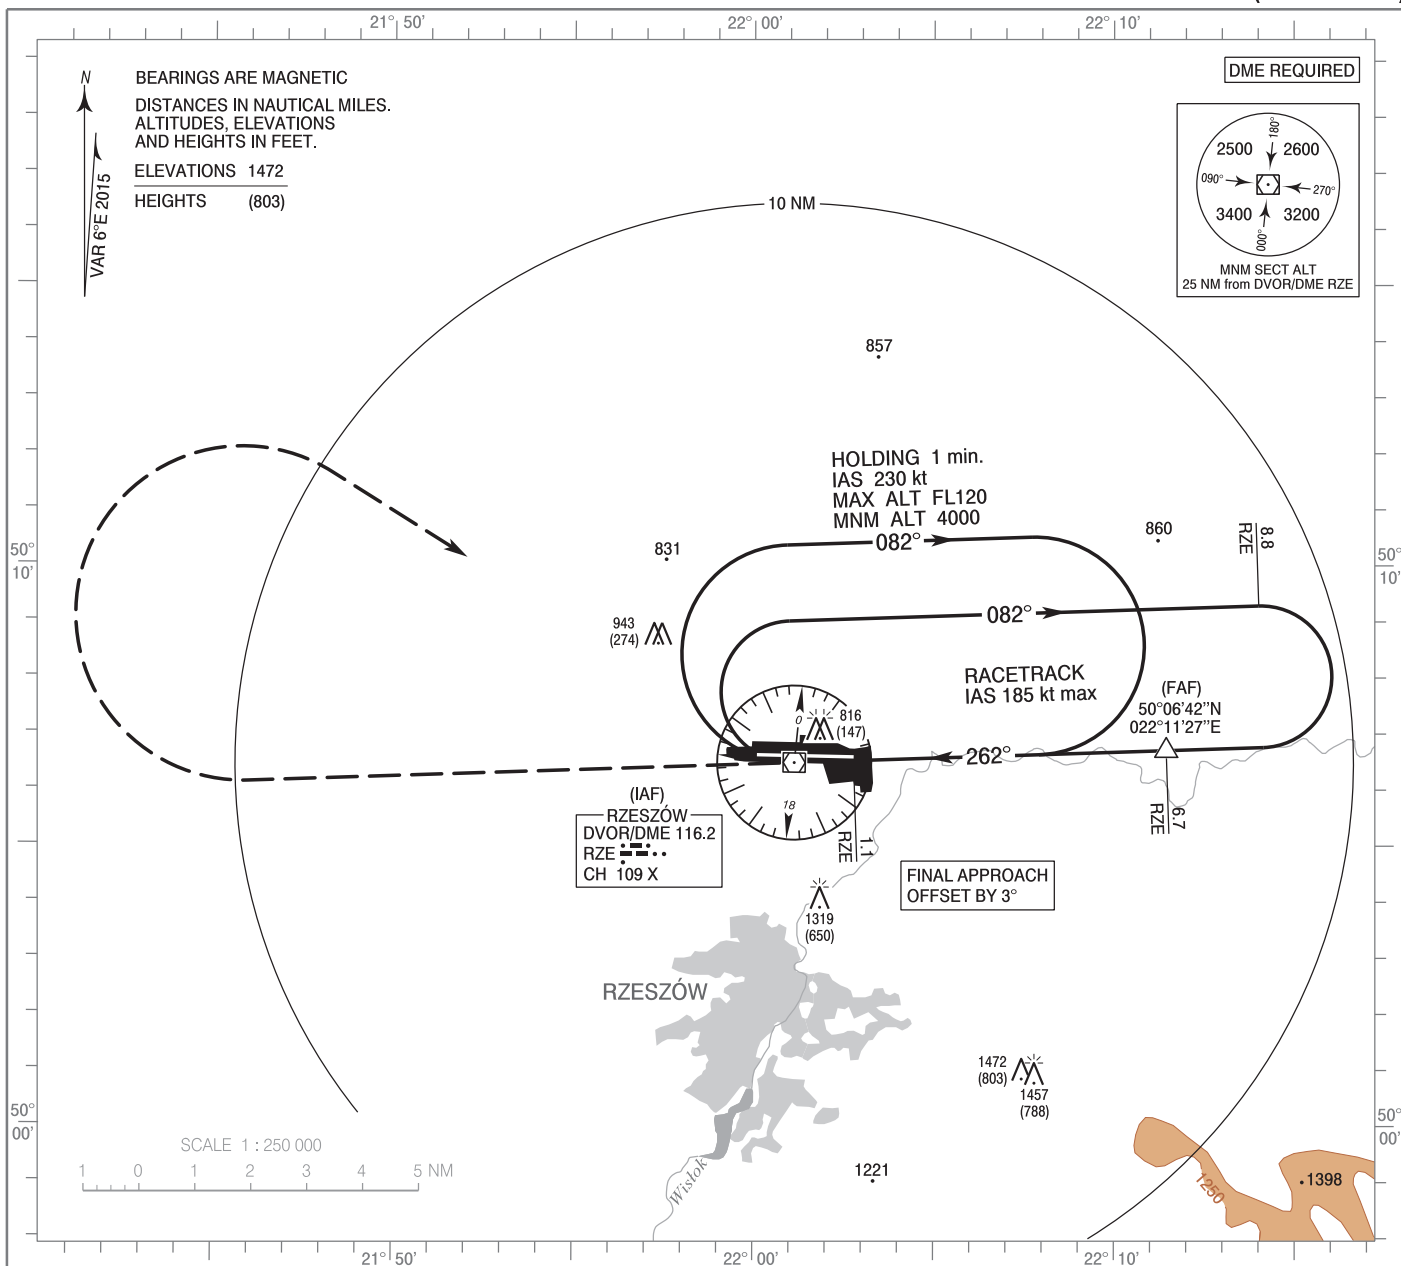 21° 50'
22° 00'
22° 10'
N
VAR 6°E 2015
BEARINGS ARE MAGNETIC
DISTANCES IN NAUTICAL MILES.
ALTITUDES, ELEVATIONS
AND HEIGHTS IN FEET.
ELEVATIONS 1472
HEIGHTS (803)
DME REQUIRED
180°
2500 2600
090° 270°
3400 3200
000°
MNM SECT ALT
25 NM from DVOR/DME RZE
10 NM
857
HOLDING 1 min.
IAS 230 kt
MAX ALT FL120
MNM ALT 4000
082°
831
860
8.8
RZE
50°
10'
50°
10'
943
(274)
082°
RACETRACK
IAS 185 kt max
(FAF)
50°06'42"N
022°11'27"E
0
816
(147)
262°
18
1.1
RZE
6.7
RZE
(IAF)
RZESZÓW
DVOR/DME 116.2
RZE
CH 109 X
FINAL APPROACH
OFFSET BY 3°
1319
(650)
RZESZÓW
1472
(803)
1457
(788)
50°
00'
50°
00'
SCALE 1 : 250 000
1 0 1 2 3 4 5 NM
Wisłok
1221
1250
1398
21° 50'
22° 00'
22° 10'